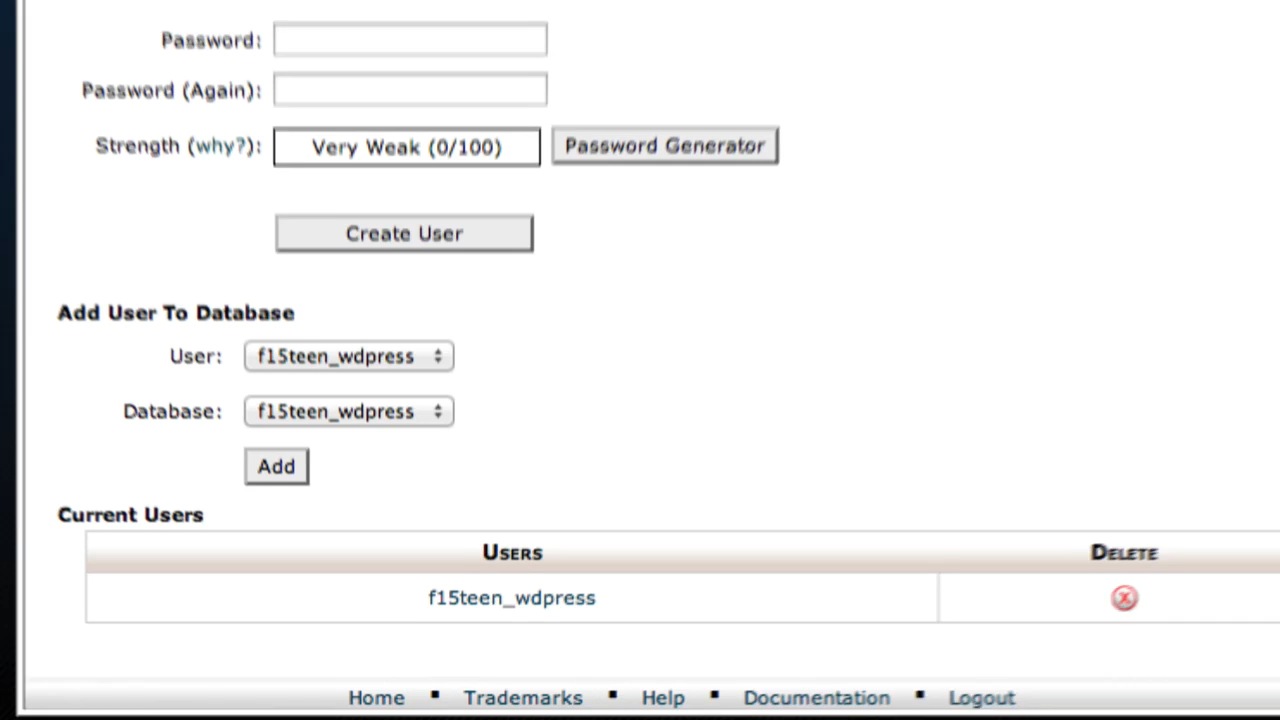 Password:
Password (Again):
Strength (why?): Very Weak (0/100) Password Generator
Create User
Add User To Database
User: f15teen_wdpress
Database: f15teen_wdpress
Add
Current Users
USERS DELETE
f15teen_wdpress
Home ▪ Trademarks ▪ Help ▪ Documentation ▪ Logout